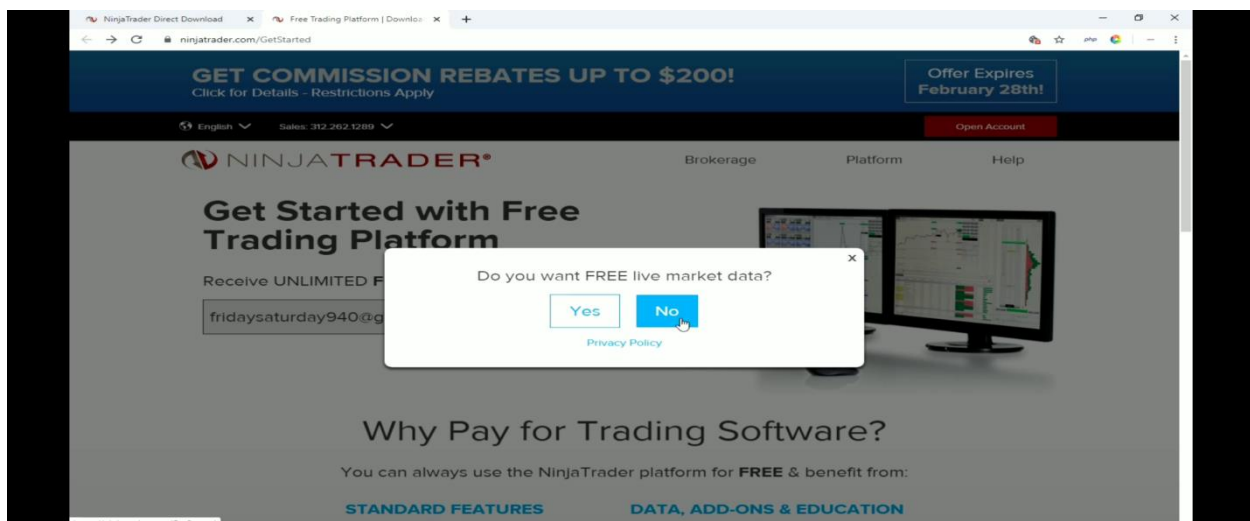 NinjaTrader Direct Download
Free Trading Platform | Downlo
ninjatrader.com/GetStarted
php
GET COMMISSION REBATES UP TO $200!
Click for Details - Restrictions Apply
Offer Expires
February 28th!
English
Sales: 312.262.1289
Open Account
NINJATRADER®
Brokerage
Platform
Help
Get Started with Free
Trading Platform
Receive UNLIMITED F
fridaysaturday940@g
Do you want FREE live market data?
Yes
No
Privacy Policy
Why Pay for Trading Software?
You can always use the NinjaTrader platform for FREE & benefit from:
STANDARD FEATURES
DATA, ADD-ONS & EDUCATION